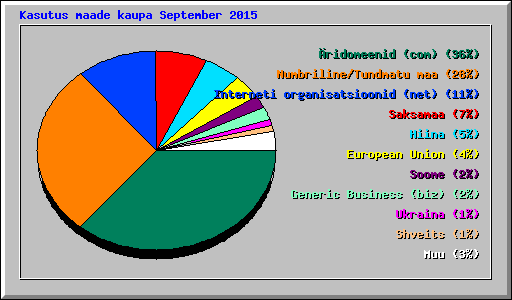 Kasutus maade kaupa September 2015
Äridomeenid (com) (36%)
Numbriline/Tundmatu maa (28%)
Interneti organisatsioonid (net) (11%)
Saksamaa (7%)
Hiina (5%)
European Union (4%)
Soome (2%)
Generic Business (biz) (2%)
Ukraina (1%)
Shveits (1%)
Muu (3%)